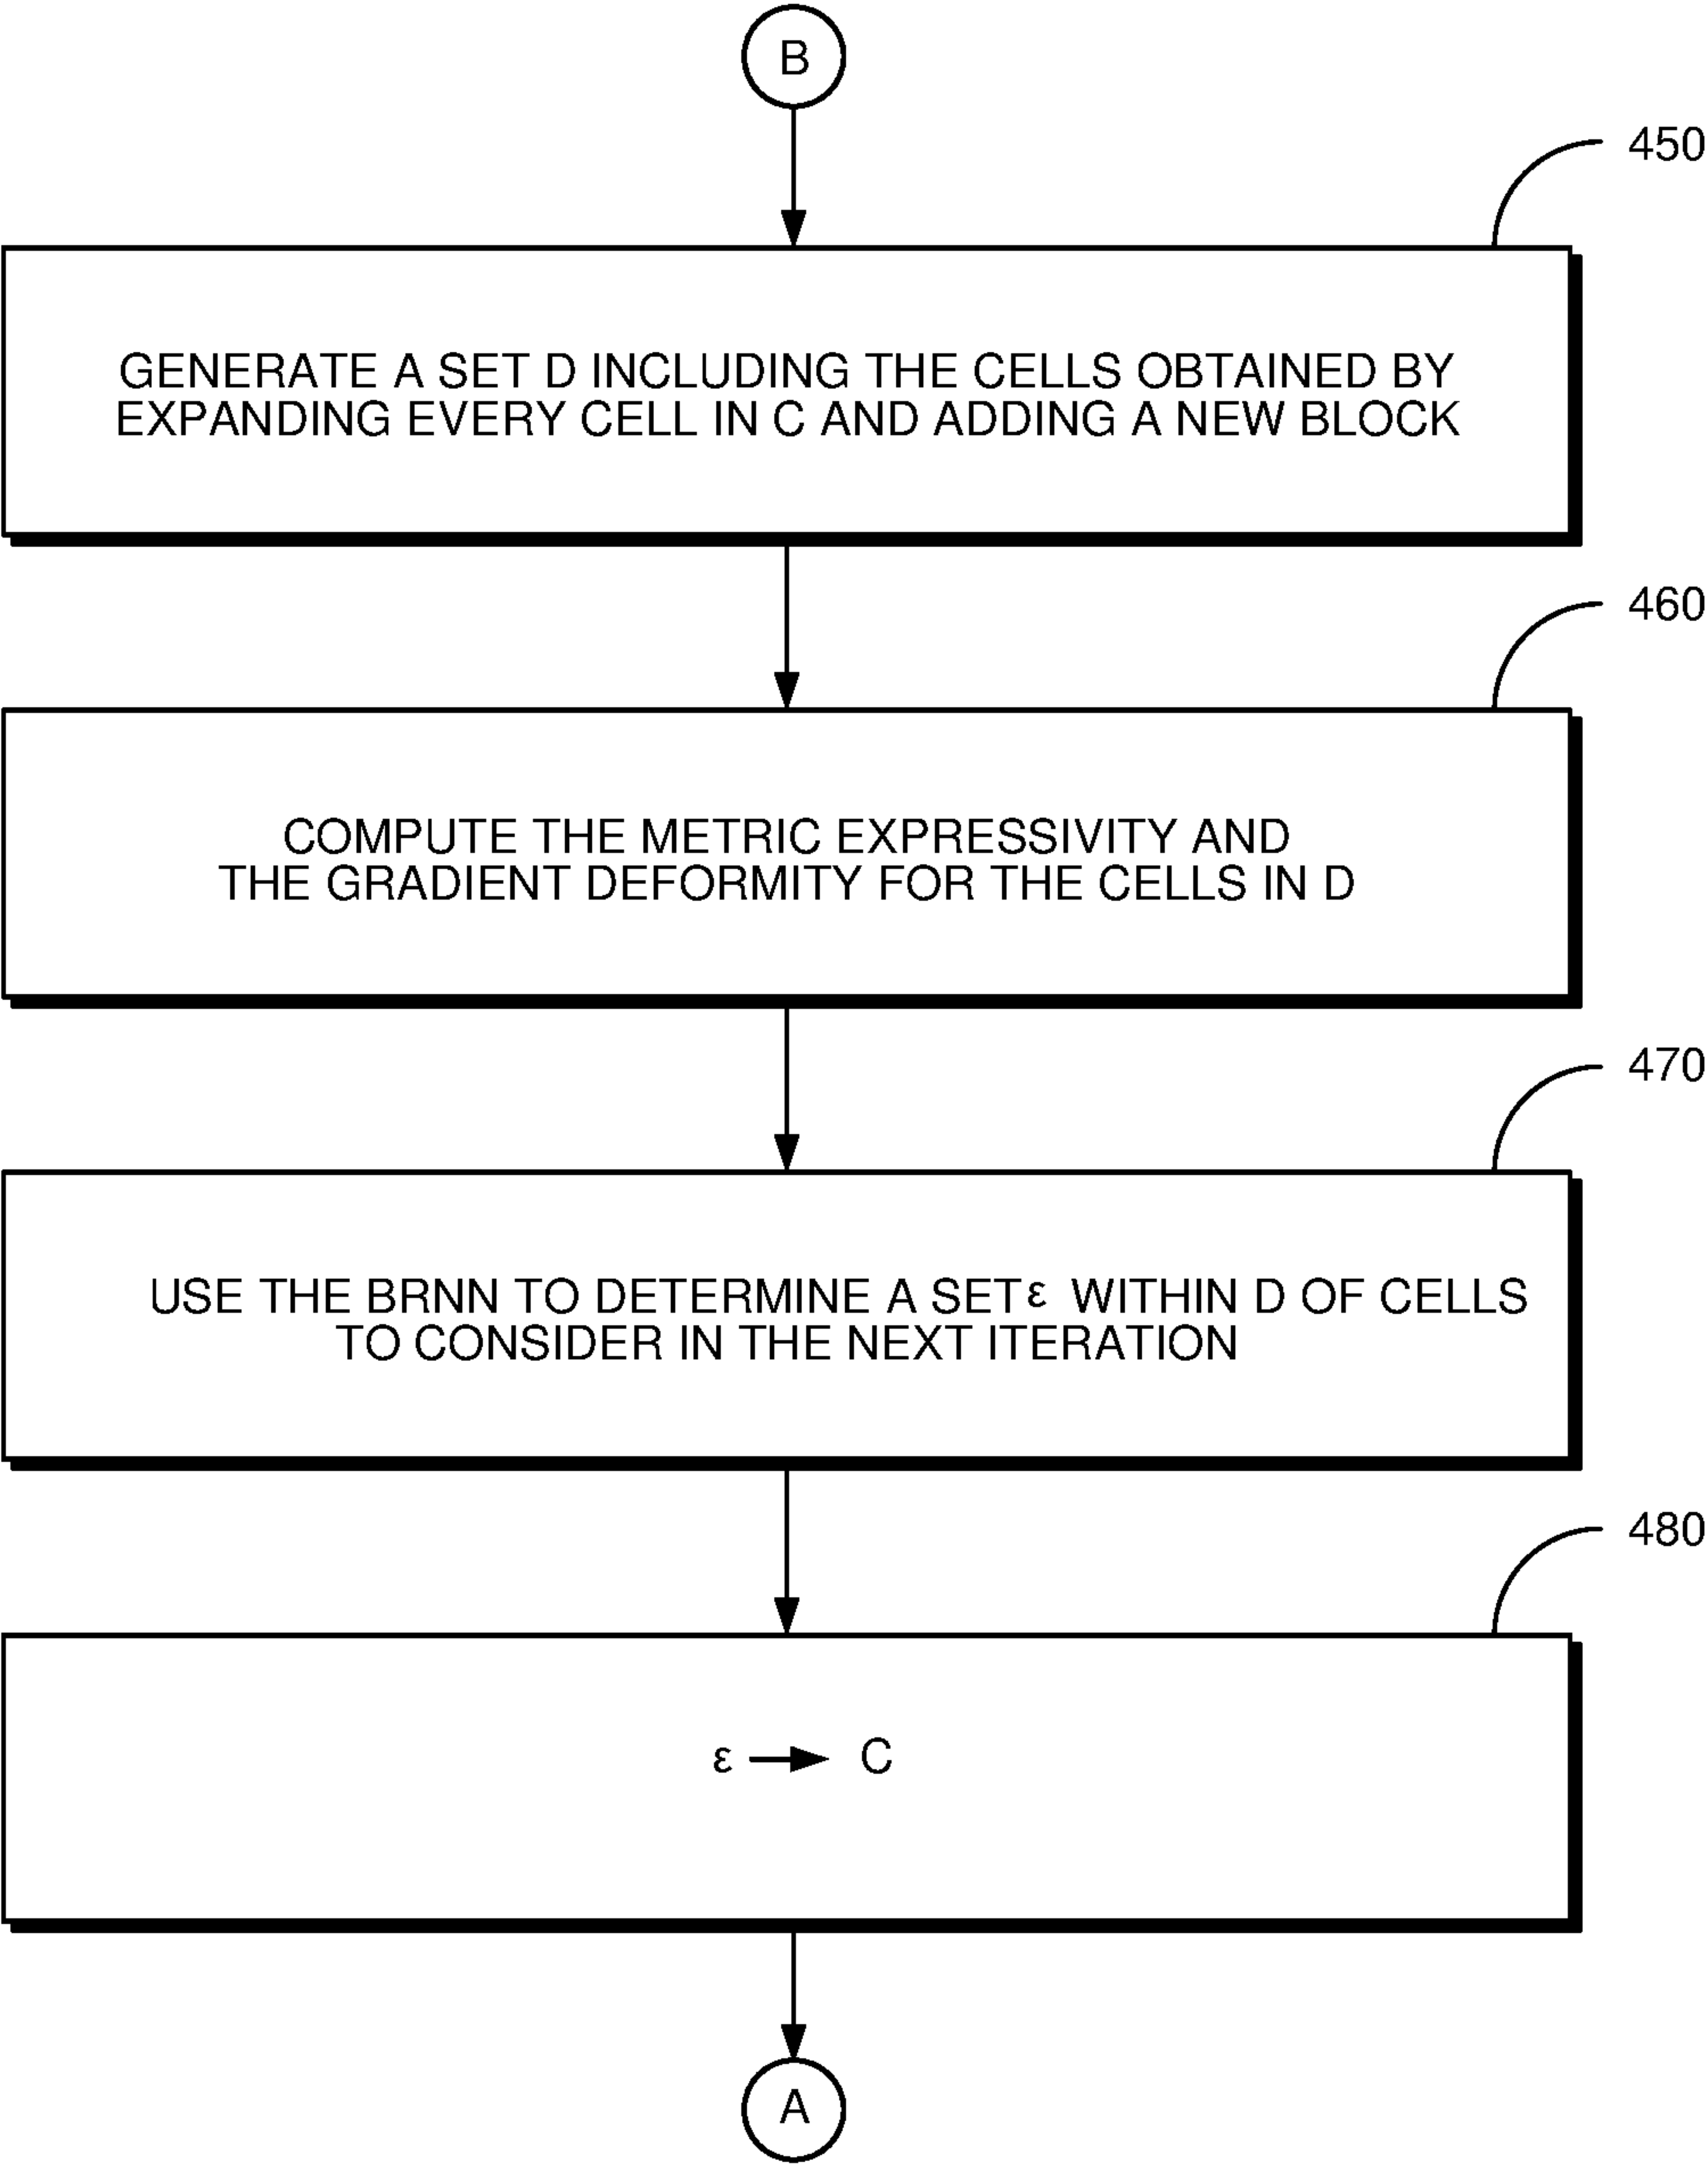 B
450
GENERATE A SET D INCLUDING THE CELLS OBTAINED BY
EXPANDING EVERY CELL IN C AND ADDING A NEW BLOCK
460
COMPUTE THE METRIC EXPRESSIVITY AND
THE GRADIENT DEFORMITY FOR THE CELLS IN D
470
USE THE BRNN TO DETERMINE A SET ε WITHIN D OF CELLS
TO CONSIDER IN THE NEXT ITERATION
480
ε → C
A